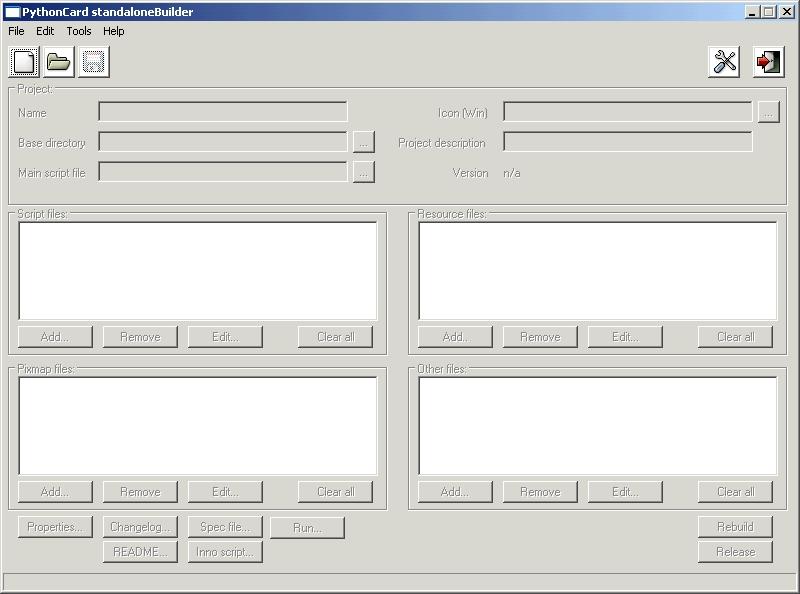 PythonCard standaloneBuilder
File Edit Tools Help
Project:
Name
Icon (Win)
...
Base directory
...
Project description
Main script file
...
Version n/a
Script files:
Resource files:
Add... Remove Edit... Clear all
Add.. Remove Edit... Clear all
Pixmap files:
Other files:
Add... Remove Edit... Clear all
Add... Remove Edit... Clear all
Properties... Changelog... Spec file... Run... Rebuild
README... Inno script... Release